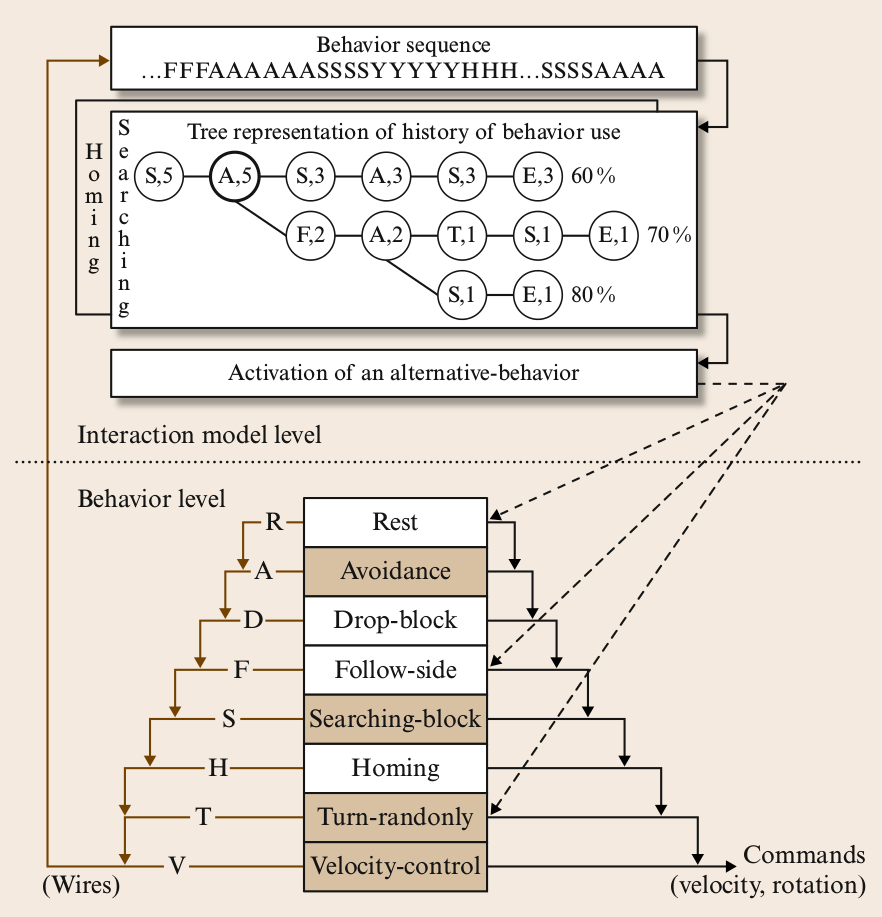 Behavior sequence
...FFFAAAAAASSSSYYYYYHHH...SSSSAAAA
Homing
Searching
Tree representation of history of behavior use
S,5 A,5 S,3 A,3 S,3 E,3 60 %
F,2 A,2 T,1 S,1 E,1 70 %
S,1 E,1 80 %
Activation of an alternative-behavior
Interaction model level
Behavior level
R Rest
A Avoidance
D Drop-block
F Follow-side
S Searching-block
H Homing
T Turn-randonly
V Velocity-control
Commands
(Wires)
(velocity, rotation)